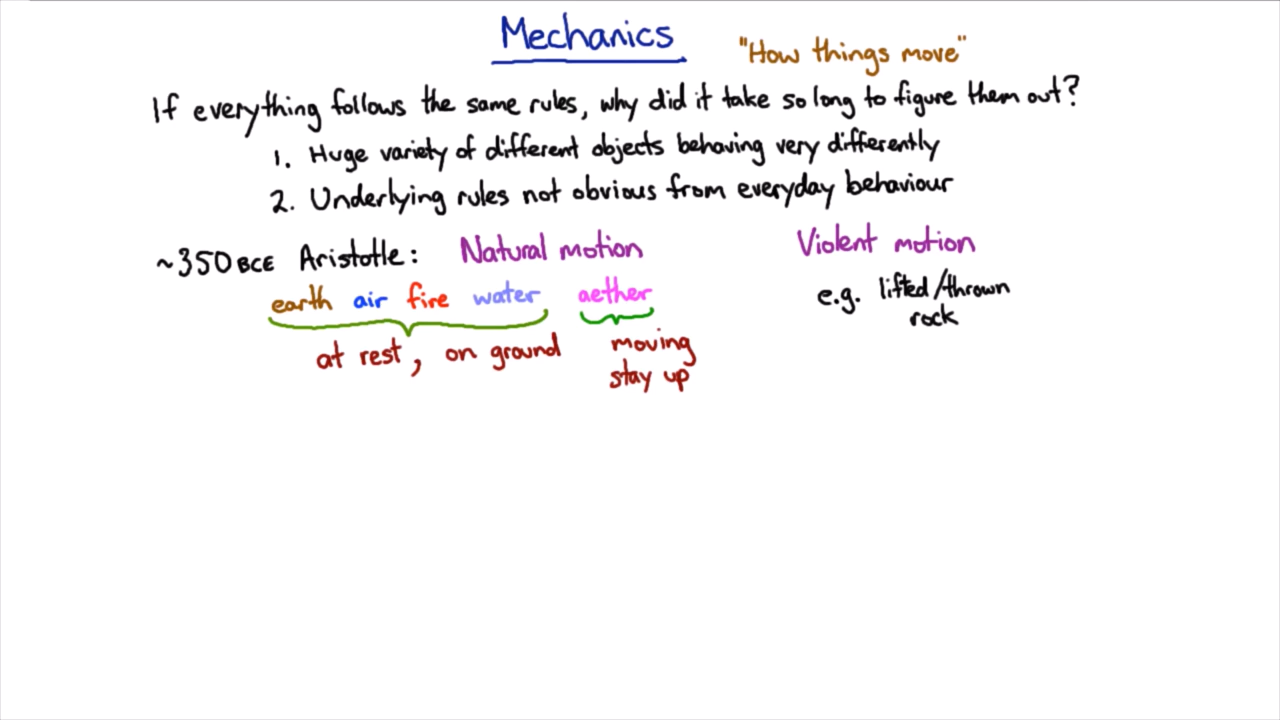 Mechanics
"How things move"
If everything follows the same rules, why did it take so long to figure them out?
1. Huge variety of different objects behaving very differently
2. Underlying rules not obvious from everyday behaviour
~350 BCE Aristotle: Natural motion
Violent motion
earth air fire water aether
e.g. lifted/thrown
rock
at rest, on ground
moving
stay up